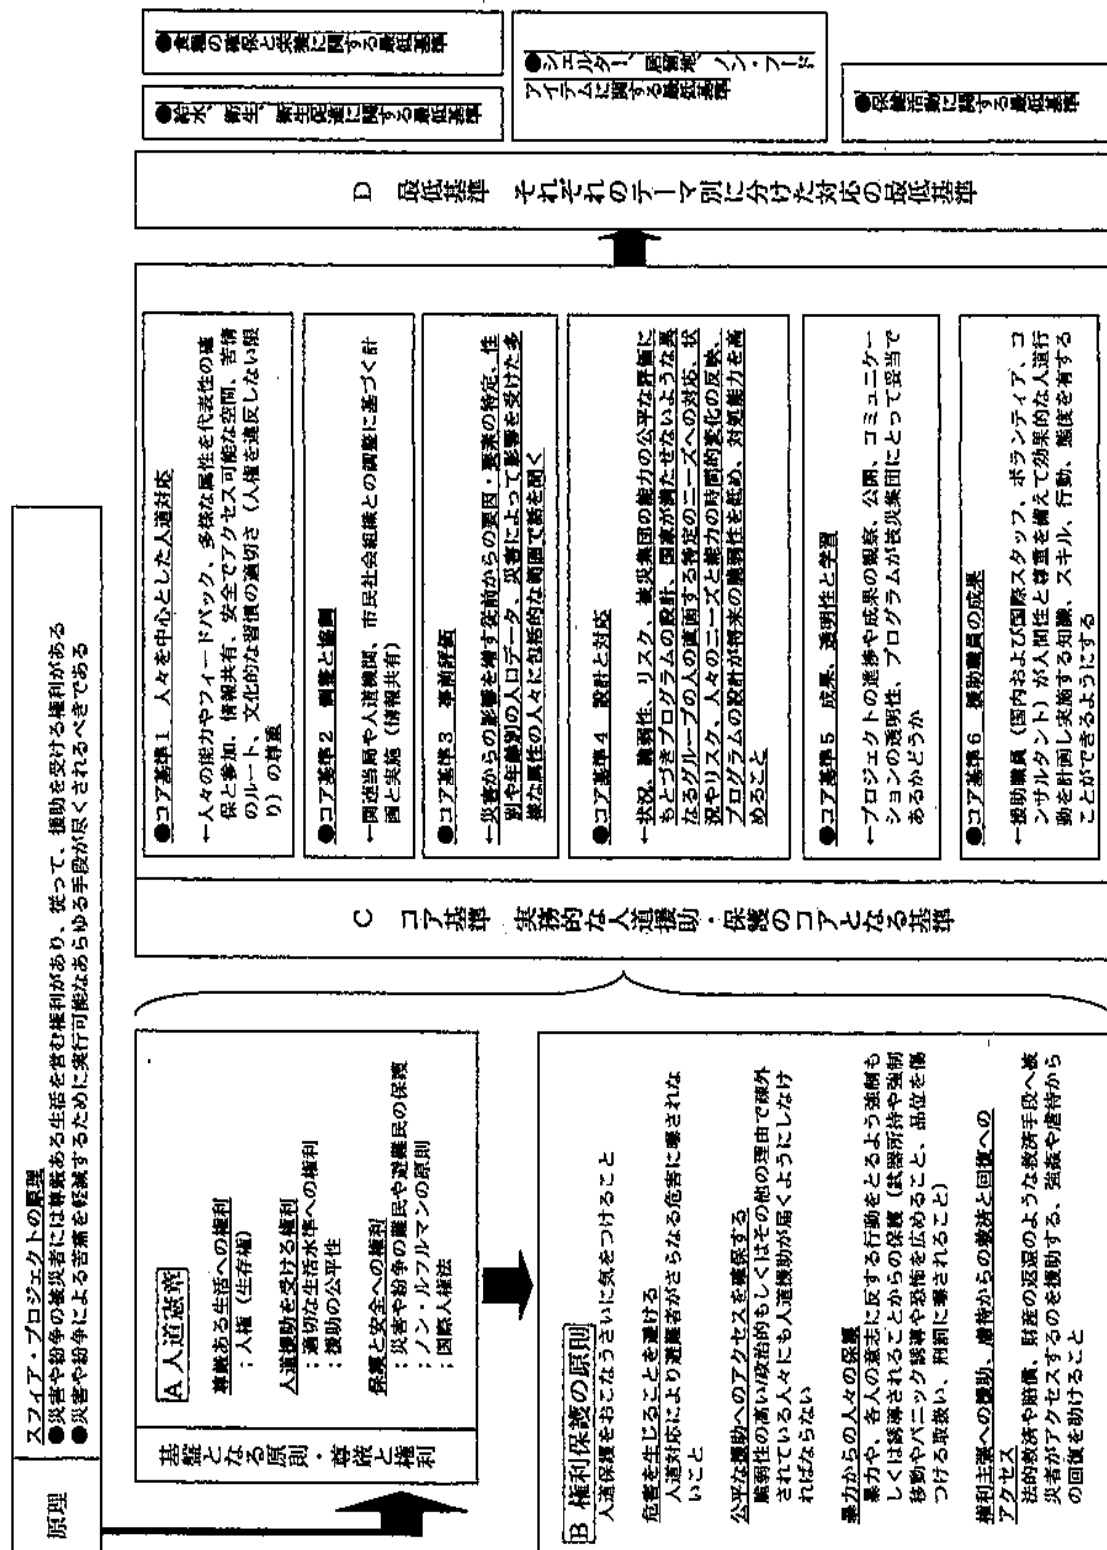 原理
スフィア・プロジェクトの原理
●災害や紛争の被災者には尊厳ある生活を営む権利があり、従って、援助を受ける権利がある
●災害や紛争による苦痛を軽減するために実行可能なあらゆる手段が尽くされるべきである
基盤となる原則・尊厳と権利
A 人道憲章
尊厳ある生活への権利
；人権（生存権）
人道援助を受ける権利
；適切な生活水準への権利
；援助の公平性
保護と安全への権利
；災害や紛争の難民や避難民の保護
；ノン・ルフルマンの原則
；国際人権法
B 権利保護の原則
人道保護をおこなうさいに気をつけること
危害を生じることを避ける
人道対応により避難者がさらなる危害に曝されな
いこと
公平な援助へのアクセスを確保する
脆弱性の高い/政治的もしくはその他の理由で疎外
されている人々にも人道援助が届くようにしなけ
ればならない
暴力からの人々の保護
暴力や、各人の意志に反する行動をとるよう強制も
しくは誘導されることからの保護（武器所持や強制
移動やパニック誘導や恐怖を広めること、品位を傷
つける取扱い、刑罰に曝されること）
権利主張への援助、虐待からの救済と回復への
アクセス
法的救済や賠償、財産の返還のような救済手段へ被
災者がアクセスするのを援助する、強姦や虐待から
の回復を助けること
C コア基準 実務的な人道援助・保護のコアとなる基準
●コア基準1 人々を中心とした人道対応
←人々の能力やフィードバック、多様な属性を代表性の確
保と参加、情報共有、安全でアクセス可能な空間、苦情
のルート、文化的な習慣の適切さ（人権を違反しない限
り）の尊重
●コア基準2 調整と協調
←関連当局や人道機関、市民社会組織との調整に基づく計
画と実施（情報共有）
●コア基準3 事前評価
←災害からの影響を増す従前からの要因・要素の特定、性
別や年齢別の人口データ、災害によって影響を受けた多
様な属性の人々に包括的な範囲で話を聞く
●コア基準4 設計と対応
←状況、脆弱性、リスク、被災集団の能力の公平な評価に
もとづきプログラムの設計、国家が満たせないような異
なるグループの人の直面する特定のニーズへの対応、状
況やリスク、人々のニーズと能力の時間的変化の反映、
プログラムの設計が将来の脆弱性を低め、対処能力を高
めること
●コア基準5 成果、透明性と学習
←プロジェクトの進捗や成果の観察、公開、コミュニケー
ションの透明性、プログラムが被災集団にとって妥当で
あるかどうか
●コア基準6 援助職員の成果
←援助職員（国内および国際スタッフ、ボランティア、コ
ンサルタント）が人間性と尊重を備えて効果的な人道行
動を計画し実施する知識、スキル、行動、態度を有する
ことができるようにする
D 最低基準 それぞれのテーマ別に分けた対応の最低基準
●食糧の確保と栄養に関する最低基準
●給水、衛生、衛生促進に関する最低基準
●シェルター、居留地、ノン・フード
アイテムに関する最低基準
●保健活動に関する最低基準